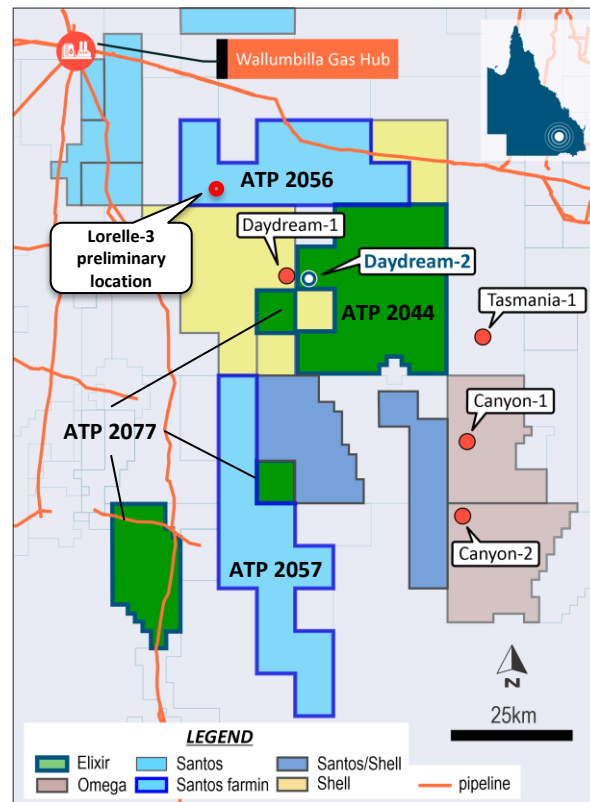 Wallumbilla Gas Hub
ATP 2056
Lorelle-3
preliminary
location
Daydream-1
Daydream-2
ATP 2044
Tasmania-1
Canyon-1
ATP 2077
Canyon-2
ATP 2057
N
25km
LEGEND
Elixir
Santos
Santos/Shell
Omega
Santos farmin
Shell
pipeline